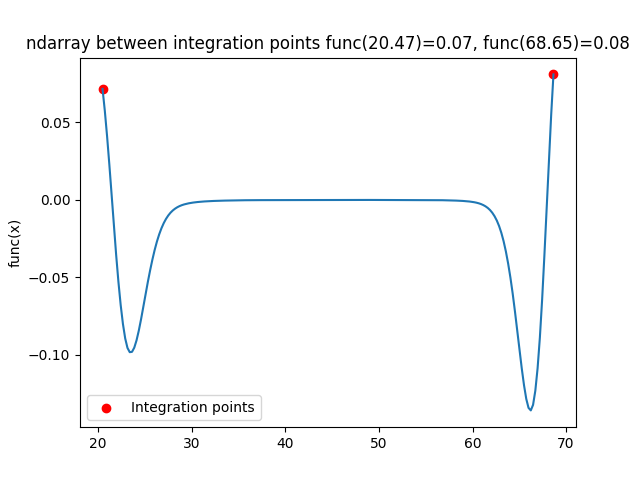 ndarray between integration points func(20.47)=0.07, func(68.65)=0.08
func(x)
0.05
0.00
−0.05
−0.10
Integration points
20 30 40 50 60 70